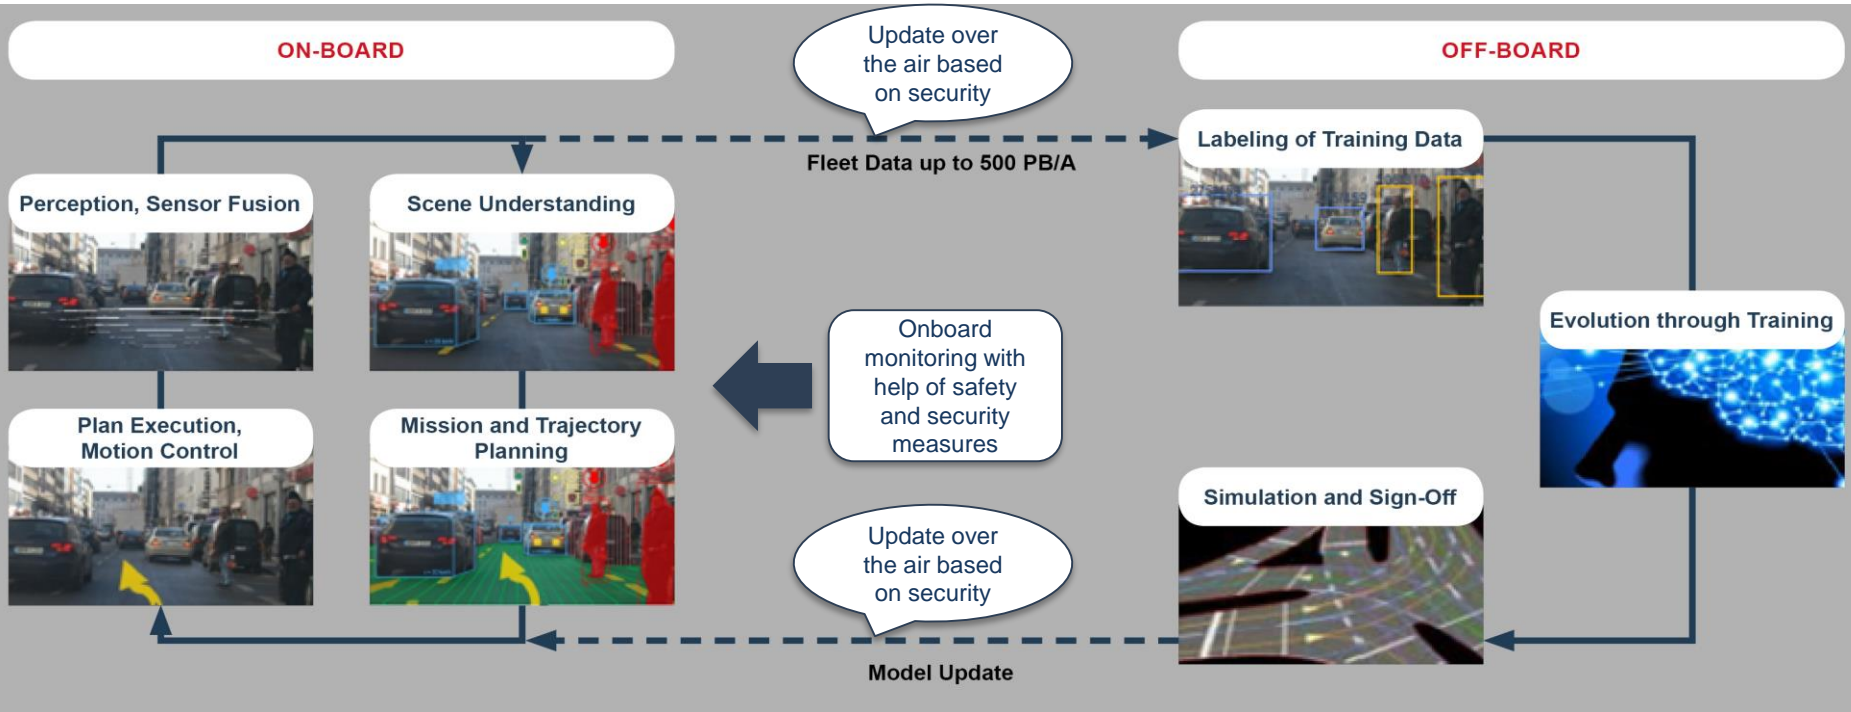 ON-BOARD
Update over
the air based
on security
OFF-BOARD
Fleet Data up to 500 PB/A
Labeling of Training Data
Perception, Sensor Fusion
Scene Understanding
Evolution through Training
Onboard
monitoring with
help of safety
and security
measures
Plan Execution,
Motion Control
Mission and Trajectory
Planning
Simulation and Sign-Off
Update over
the air based
on security
Model Update